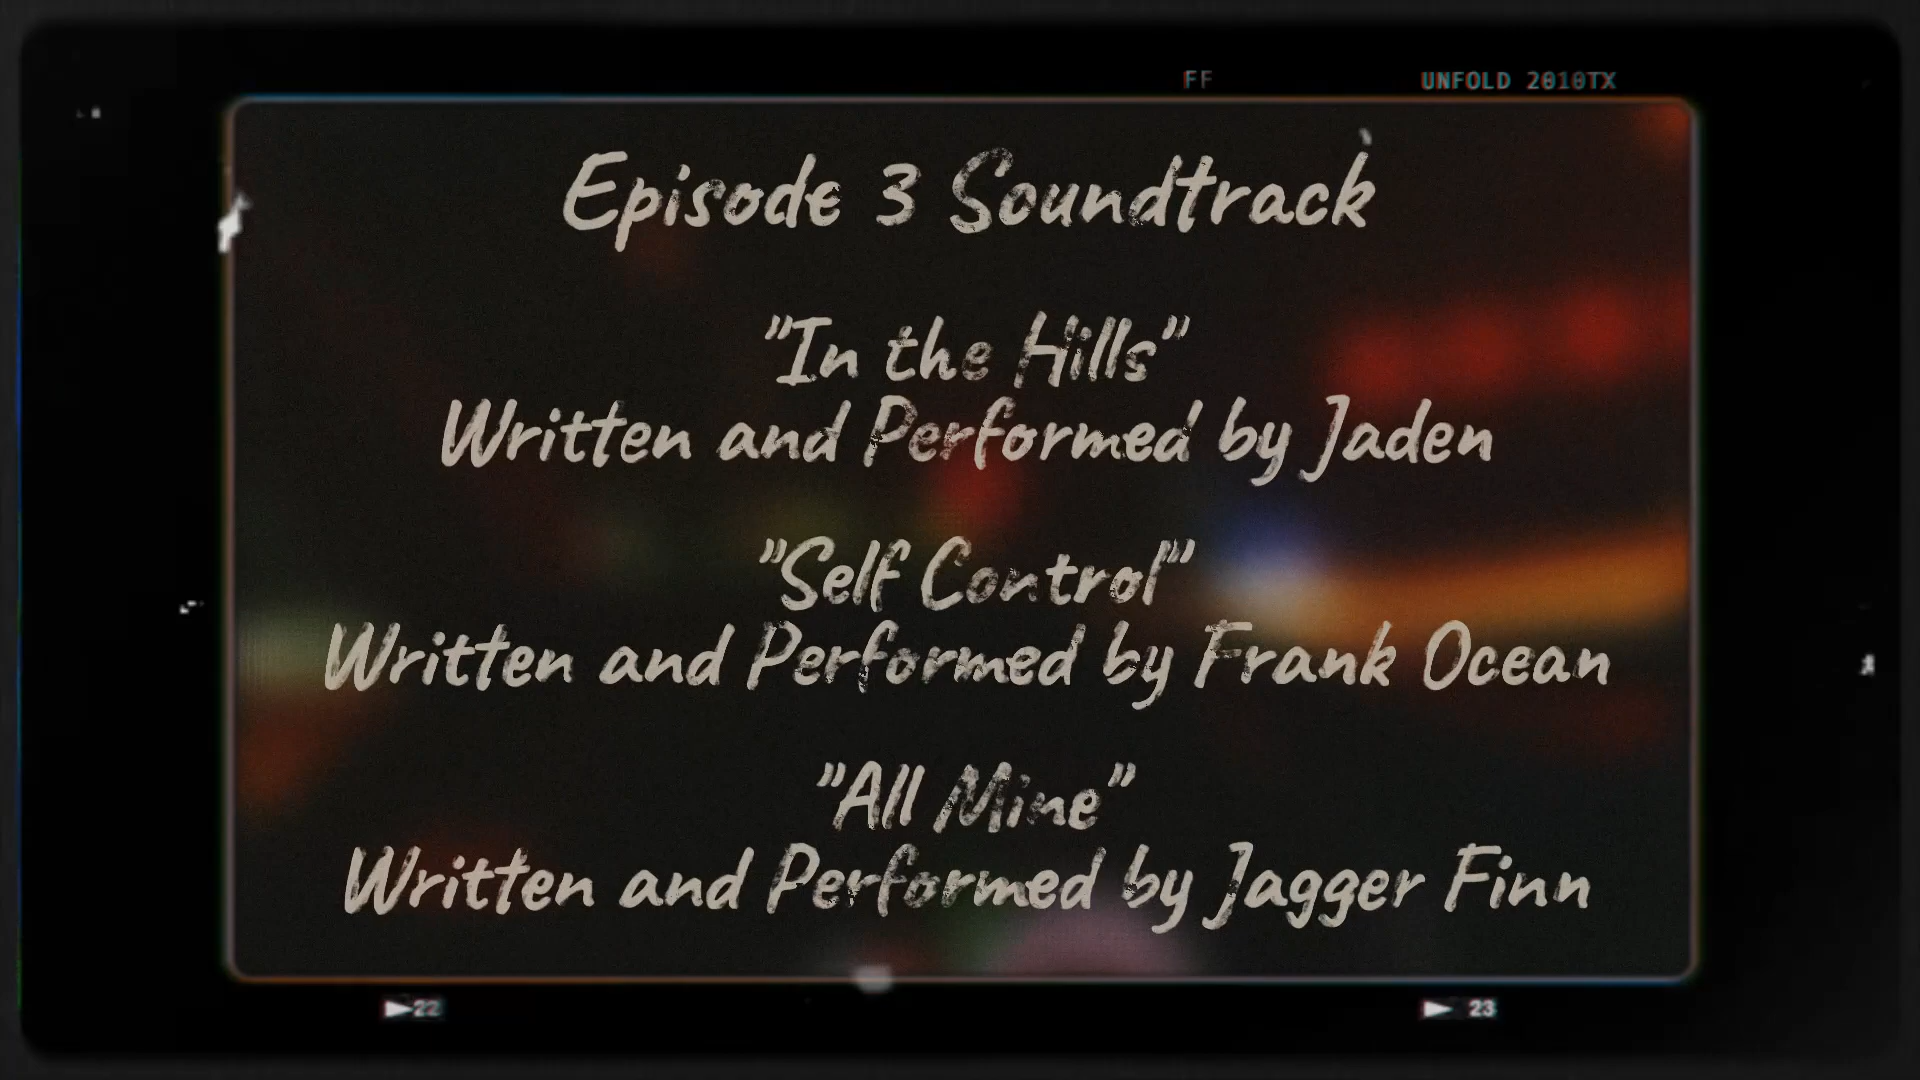 FF UNFOLD 2010TX
Episode 3 Soundtrack
"In the Hills"
Written and Performed by Jaden
"Self Control"
Written and Performed by Frank Ocean
"All Mine"
Written and Performed by Jagger Finn
▶22 ▶ 23